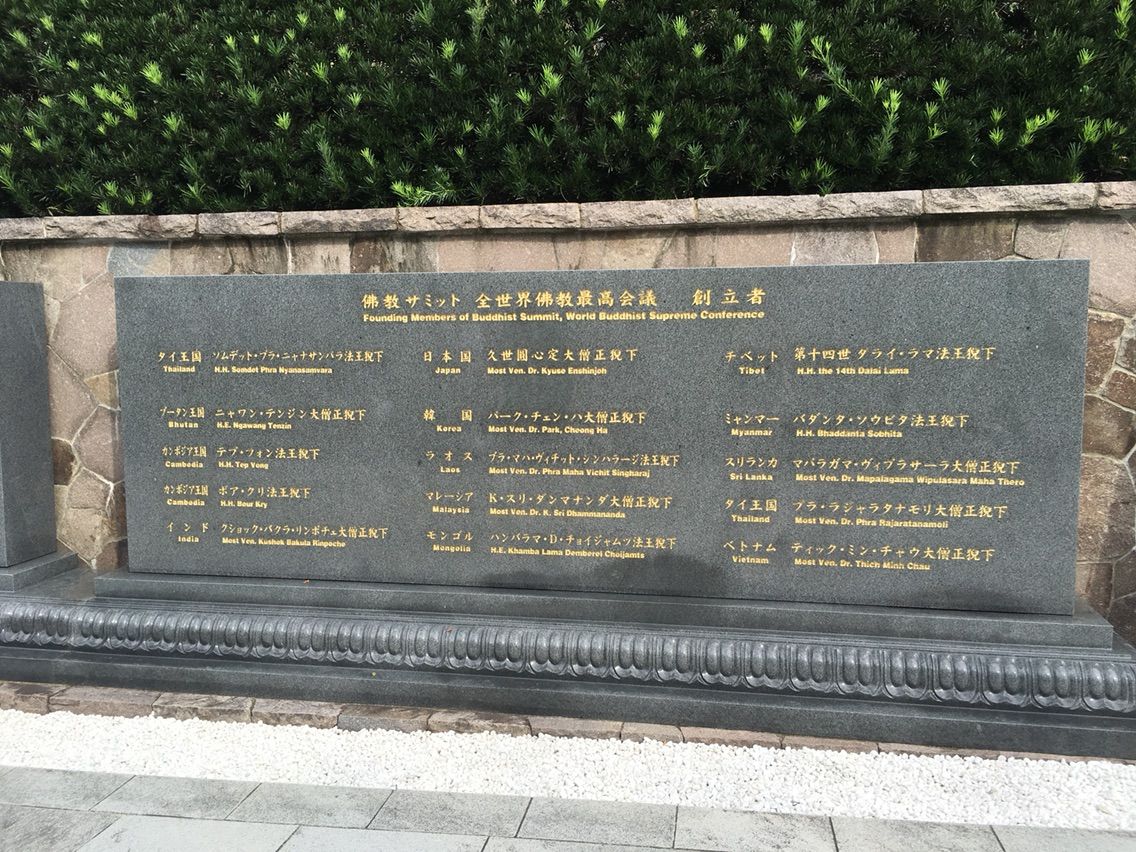 佛教サミット 全世界佛教最高会議 創立者
Founding Members of Buddhist Summit, World Buddhist Supreme Conference
タイ王国 ソムデット・プラ・ニャナサンバラ法王猊下
Thailand H.H. Somdet Phra Nyanasamvara
ブータン王国 ニャワン・テンジン大僧正猊下
Bhutan H.E. Ngawang Tenzin
カンボジア王国 テプ・フォン法王猊下
Cambodia H.H. Tep Vong
カンボジア王国 ボア・クリ法王猊下
Cambodia H.H. Bour Kry
インド クショック・バクラ・リンポチェ大僧正猊下
India Most Ven. Kushok Bakula Rinpoche
日本国 久世圓心定大僧正猊下
Japan Most Ven. Dr. Kyuse Enshinjoh
韓国 パーク・チェン・ハ大僧正猊下
Korea Most Ven. Dr. Park, Cheong Ha
ラオス プラ・マハ・ヴィチット・シンハラージ法王猊下
Laos Most Ven. Dr. Phra Maha Vichit Singharaj
マレーシア K・スリ・ダンマナンダ大僧正猊下
Malaysia Most Ven. Dr. K. Sri Dhammananda
モンゴル ハンバラマ・D・チョイジャムツ法王猊下
Mongolia H.E. Khamba Lama Demberel Choijamts
チベット 第十四世 ダライ・ラマ法王猊下
Tibet H.H. the 14th Dalai Lama
ミャンマー バダンタ・ソウビタ法王猊下
Myanmar H.H. Bhaddanta Sobhita
スリランカ マパラガマ・ヴィプラサーラ大僧正猊下
Sri Lanka Most Ven. Dr. Mapalagama Wipulasara Maha Thero
タイ王国 プラ・ラジャラタナモリ大僧正猊下
Thailand Most Ven. Dr. Phra Rajaratanamoli
ベトナム ティック・ミン・チャウ大僧正猊下
Vietnam Most Ven. Dr. Thich Minh Chau